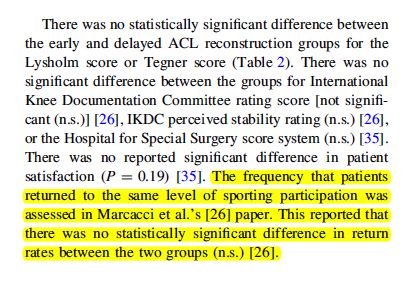 There was no statistically significant difference between
the early and delayed ACL reconstruction groups for the
Lysholm score or Tegner score (Table 2). There was no
significant difference between the groups for International
Knee Documentation Committee rating score [not signifi-
cant (n.s.)] [26], IKDC perceived stability rating (n.s.) [26],
or the Hospital for Special Surgery score system (n.s.) [35].
There was no reported significant difference in patient
satisfaction (P = 0.19) [35]. The frequency that patients
returned to the same level of sporting participation was
assessed in Marcacci et al.'s [26] paper. This reported that
there was no statistically significant difference in return
rates between the two groups (n.s.) [26].